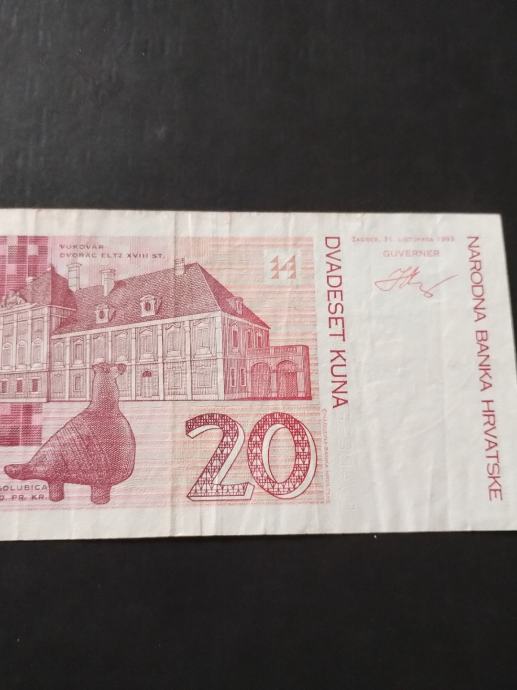 VUKOVAR
DVORAC ELTZ XVIII ST.
DVADESET KUNA
ZAGREB, 31. LISTOPADA 1993
GUVERNER
NARODNA BANKA HRVATSKE
20
GOLUBICA
PR. KR.